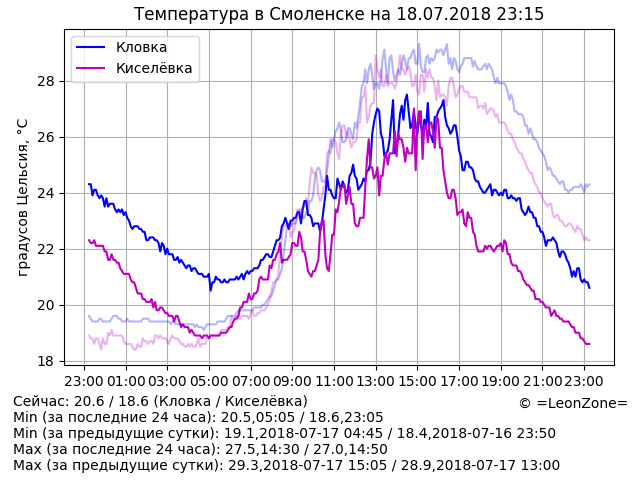 Температура в Смоленске на 18.07.2018 23:15
Кловка
Киселёвка
градусов Цельсия, °C
28
26
24
22
20
18
23:00 01:00 03:00 05:00 07:00 09:00 11:00 13:00 15:00 17:00 19:00 21:00 23:00
Сейчас: 20.6 / 18.6 (Кловка / Киселёвка)
© =LeonZone=
Min (за последние 24 часа): 20.5,05:05 / 18.6,23:05
Min (за предыдущие сутки): 19.1,2018-07-17 04:45 / 18.4,2018-07-16 23:50
Max (за последние 24 часа): 27.5,14:30 / 27.0,14:50
Max (за предыдущие сутки): 29.3,2018-07-17 15:05 / 28.9,2018-07-17 13:00